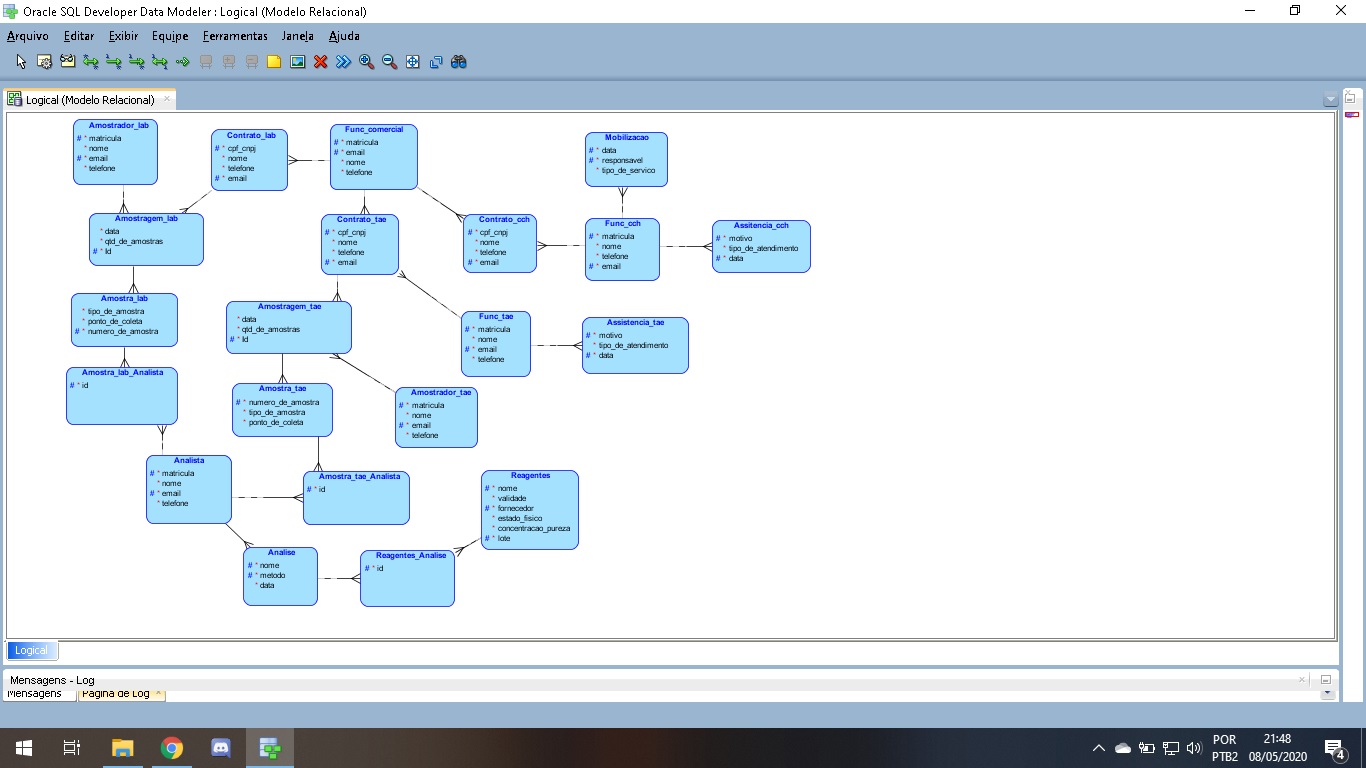 Oracle SQL Developer Data Modeler : Logical (Modelo Relacional)
Arquivo Editar Exibir Equipe Ferramentas Janela Ajuda
Logical (Modelo Relacional)
Amostrador_lab
# * matricula
* nome
# * email
* telefone
Contrato_lab
# * cpf_cnpj
* nome
* telefone
# * email
Func_comercial
# * matricula
# * email
* nome
* telefone
Mobilizacao
# * data
# * responsavel
* tipo_de_servico
Amostragem_lab
* data
* qtd_de_amostras
# * Id
Contrato_tae
# * cpf_cnpj
* nome
* telefone
# * email
Contrato_cch
# * cpf_cnpj
* nome
* telefone
# * email
Func_cch
# * matricula
* nome
* telefone
# * email
Assitencia_cch
# * motivo
* tipo_de_atendimento
# * data
Amostra_lab
* tipo_de_amostra
* ponto_de_coleta
# * numero_de_amostra
Amostragem_tae
* data
* qtd_de_amostras
# * Id
Func_tae
# * matricula
* nome
# * email
* telefone
Assistencia_tae
# * motivo
* tipo_de_atendimento
# * data
Amostra_lab_Analista
# * id
Amostra_tae
# * numero_de_amostra
* tipo_de_amostra
* ponto_de_coleta
Amostrador_tae
# * matricula
* nome
# * email
* telefone
Analista
# * matricula
* nome
# * email
* telefone
Amostra_tae_Analista
# * id
Reagentes
# * nome
* validade
# * fornecedor
* estado_fisico
* concentracao_pureza
# * lote
Analise
# * nome
# * metodo
* data
Reagentes_Analise
# * id
Logical
Mensagens - Log
Mensagens Página de Log
POR 21:48
PTB2 08/05/2020 4